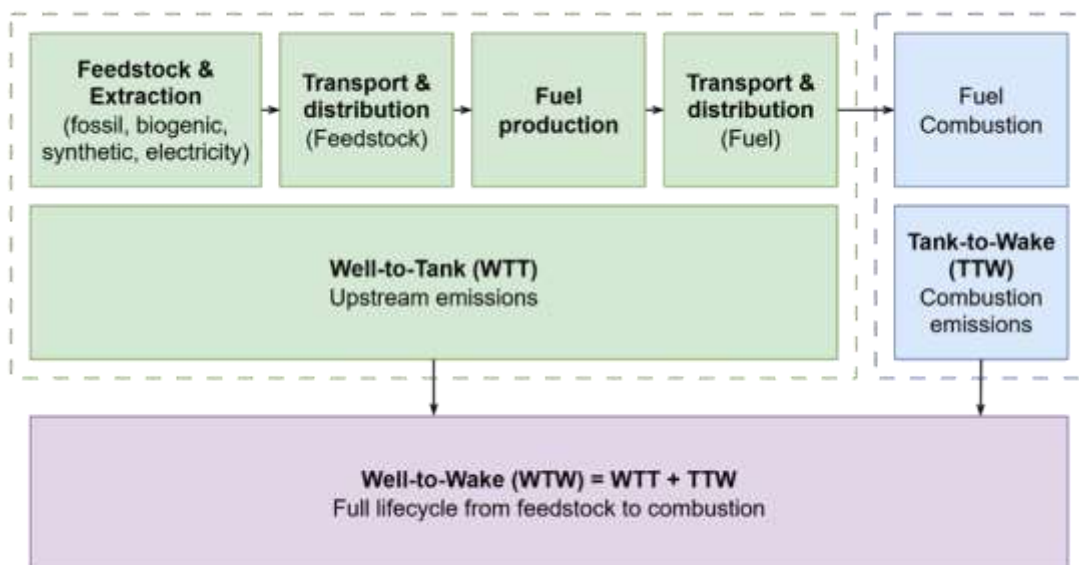 Feedstock &
Extraction
(fossil, biogenic,
synthetic, electricity)
Transport &
distribution
(Feedstock)
Fuel
production
Transport &
distribution
(Fuel)
Fuel
Combustion
Well-to-Tank (WTT)
Upstream emissions
Tank-to-Wake
(TTW)
Combustion
emissions
Well-to-Wake (WTW) = WTT + TTW
Full lifecycle from feedstock to combustion